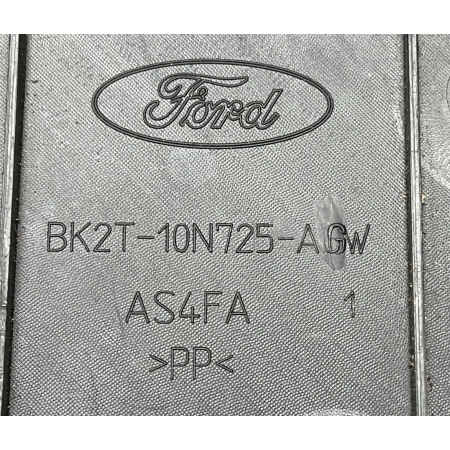 Ford
BK2T-10N725-AGW
AS4FA 1
>PP<